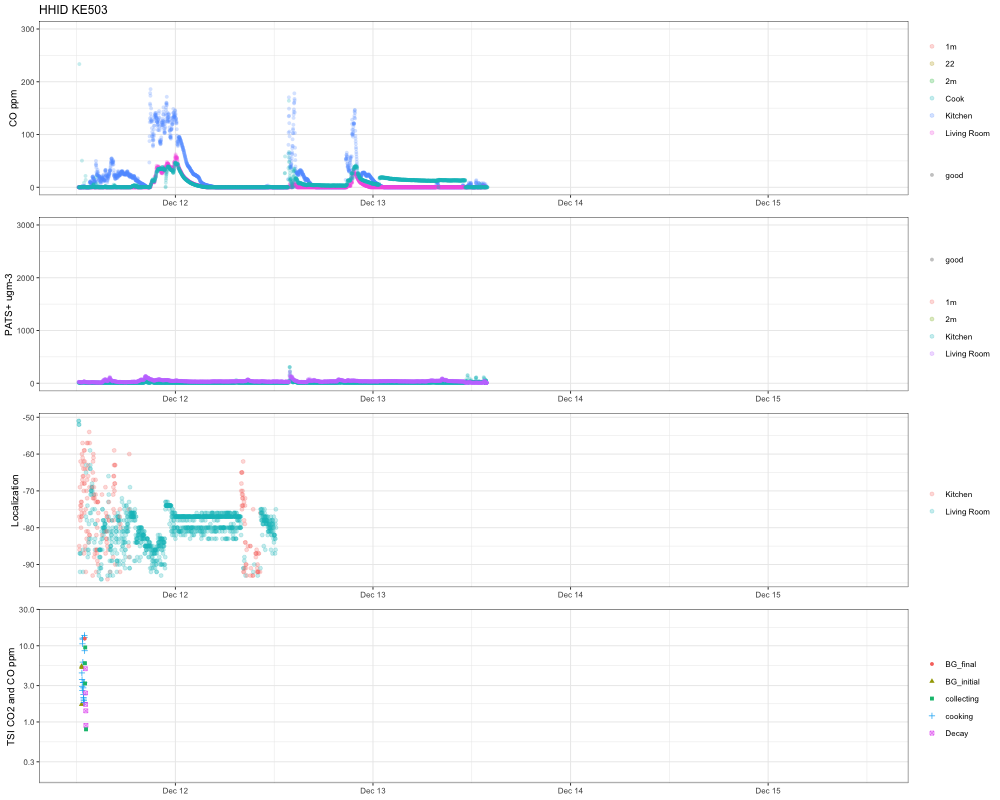 HHID KE503
CO ppm
300
200
100
0
Dec 12
Dec 13
Dec 14
Dec 15
1m
22
2m
Cook
Kitchen
Living Room
good
PATS+ ugm-3
3000
2000
1000
0
Dec 12
Dec 13
Dec 14
Dec 15
good
1m
2m
Kitchen
Living Room
Localization
-50
-60
-70
-80
-90
Dec 12
Dec 13
Dec 14
Dec 15
Kitchen
Living Room
TSI CO2 and CO ppm
30.0
10.0
3.0
1.0
0.3
Dec 12
Dec 13
Dec 14
Dec 15
BG_final
BG_initial
collecting
cooking
Decay